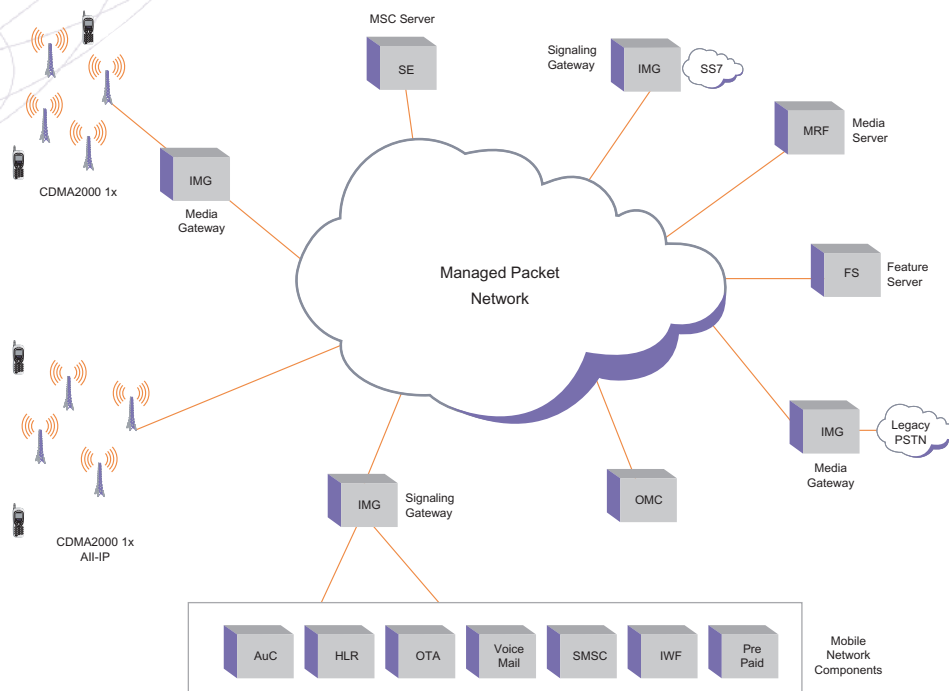 MSC Server
SE
Signaling
Gateway
IMG
SS7
MRF
Media
Server
CDMA2000 1x
IMG
Media
Gateway
Managed Packet
Network
FS
Feature
Server
IMG
Legacy
PSTN
Media
Gateway
IMG
Signaling
Gateway
OMC
CDMA2000 1x
All-IP
AuC
HLR
OTA
Voice
Mail
SMSC
IWF
Pre
Paid
Mobile
Network
Components